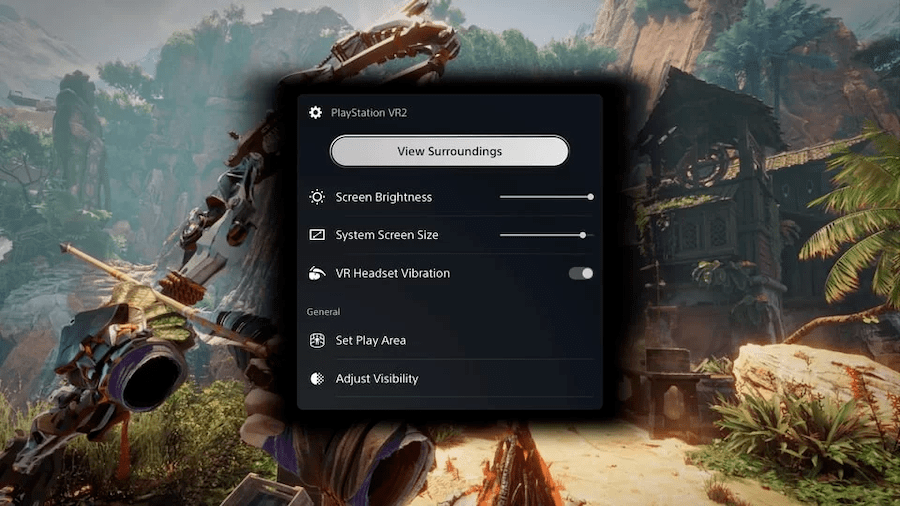 PlayStation VR2
View Surroundings
Screen Brightness
System Screen Size
VR Headset Vibration
General
Set Play Area
Adjust Visibility